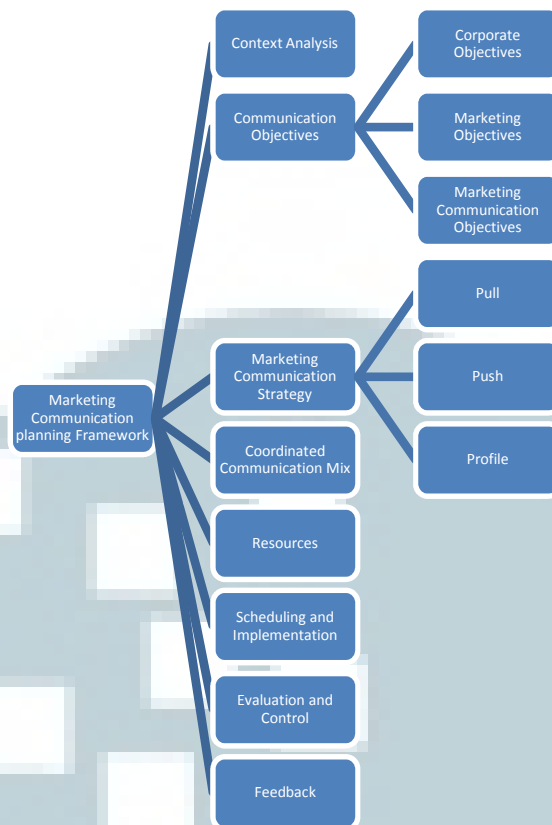 Context Analysis
Communication
Objectives
Corporate
Objectives
Marketing
Objectives
Marketing
Communication
Objectives
Marketing
Communication
planning Framework
Marketing
Communication
Strategy
Pull
Push
Profile
Coordinated
Communication Mix
Resources
Scheduling and
Implementation
Evaluation and
Control
Feedback